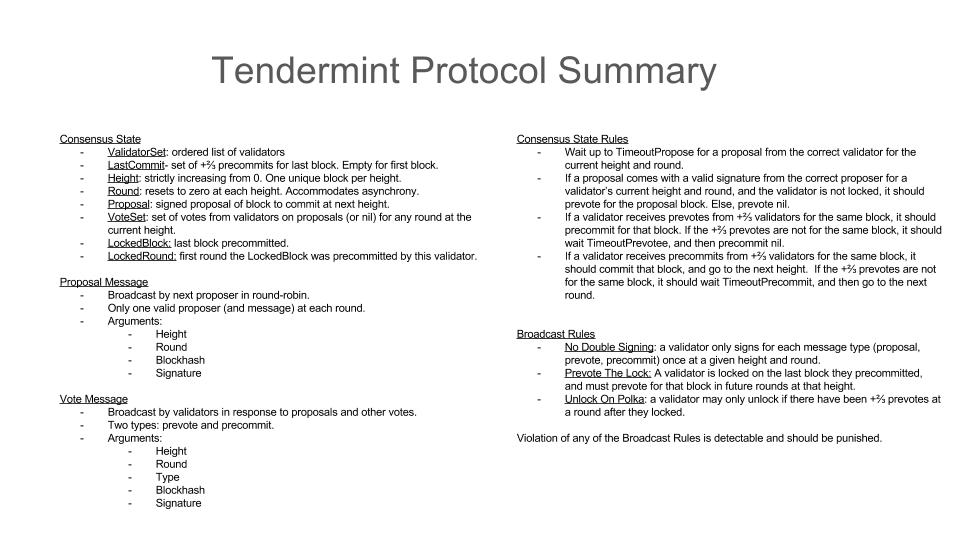 Tendermint Protocol Summary
Consensus State
- ValidatorSet: ordered list of validators
- LastCommit- set of +⅔ precommits for last block. Empty for first block.
- Height: strictly increasing from 0. One unique block per height.
- Round: resets to zero at each height. Accommodates asynchrony.
- Proposal: signed proposal of block to commit at next height.
- VoteSet: set of votes from validators on proposals (or nil) for any round at the
current height.
- LockedBlock: last block precommitted.
- LockedRound: first round the LockedBlock was precommitted by this validator.
Proposal Message
- Broadcast by next proposer in round-robin.
- Only one valid proposer (and message) at each round.
- Arguments:
- Height
- Round
- Blockhash
- Signature
Vote Message
- Broadcast by validators in response to proposals and other votes.
- Two types: prevote and precommit.
- Arguments:
- Height
- Round
- Type
- Blockhash
- Signature
Consensus State Rules
- Wait up to TimeoutPropose for a proposal from the correct validator for the
current height and round.
- If a proposal comes with a valid signature from the correct proposer for a
validator's current height and round, and the validator is not locked, it should
prevote for the proposal block. Else, prevote nil.
- If a validator receives prevotes from +⅔ validators for the same block, it should
precommit for that block. If the +⅔ prevotes are not for the same block, it should
wait TimeoutPrevotee, and then precommit nil.
- If a validator receives precommits from +⅔ validators for the same block, it
should commit that block, and go to the next height. If the +⅔ prevotes are not
for the same block, it should wait TimeoutPrecommit, and then go to the next
round.
Broadcast Rules
- No Double Signing: a validator only signs for each message type (proposal,
prevote, precommit) once at a given height and round.
- Prevote The Lock: A validator is locked on the last block they precommitted,
and must prevote for that block in future rounds at that height.
- Unlock On Polka: a validator may only unlock if there have been +⅔ prevotes at
a round after they locked.
Violation of any of the Broadcast Rules is detectable and should be punished.